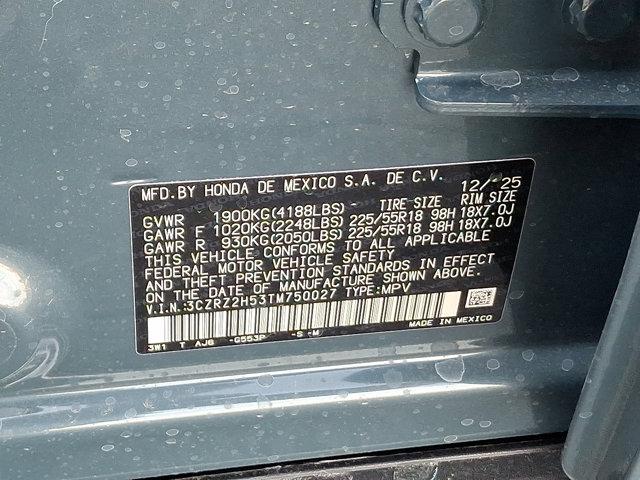 MFD.BY HONDA DE MEXICO S.A. DE C.V. 12/-25
TIRE SIZE RIM SIZE
GVWR 1900KG(4188LBS)
GAWR F 1020KG(2248LBS) 225/55R18 98H 18X7.0J
GAWR R 930KG(2050LBS) 225/55R18 98H 18X7.0J
THIS VEHICLE CONFORMS TO ALL APPLICABLE
FEDERAL MOTOR VEHICLE SAFETY
AND THEFT PREVENTION STANDARDS IN EFFECT
ON THE DATE OF MANUFACTURE SHOWN ABOVE.
V.I.N.:3CZRZ2H53TM750027 TYPE:MPV
3W1 T AJ6 -G553P -S -M
MADE IN MEXICO